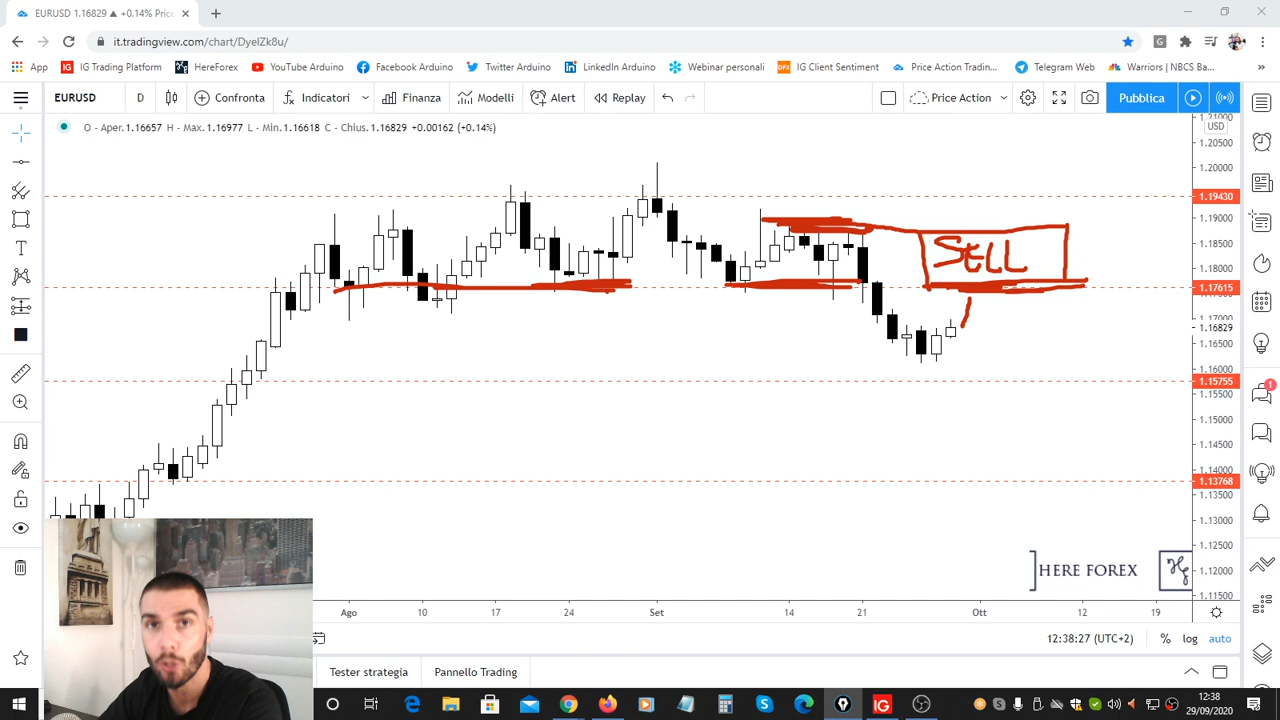 EURUSD 1.16829 ▲ +0.14% Pric
it.tradingview.com/chart/DyelZk8u/
App IG Trading Platform HereForex YouTube Arduino Facebook Arduino Twitter Arduino LinkedIn Arduino Webinar personali IG Client Sentiment Price Action Tradin... Telegram Web Warriors | NBCS Ba... »
EURUSD D Confronta Indicatori Finanza Modelli Alert Replay Price Action Pubblica
O - Aper.1.16657 H - Max.1.16977 L - Min.1.16618 C - Chius.1.16829 +0.00162 (+0.14%)
1.21000
USD
1.20500
1.20000
1.19430
1.19000
1.18500
SELL
1.18000
1.17615
1.17000
1.16829
1.16500
1.16000
1.15755
1.15500
1.15000
1.14500
1.14000
1.13768
1.13500
1.13000
1.12500
1.12000
1.11500
HERE FOREX
Ago 10 17 24 Set 14 21 Ott 12 19
12:38:27 (UTC+2) % log auto
Tester strategia Pannello Trading
1
12:38
29/09/2020